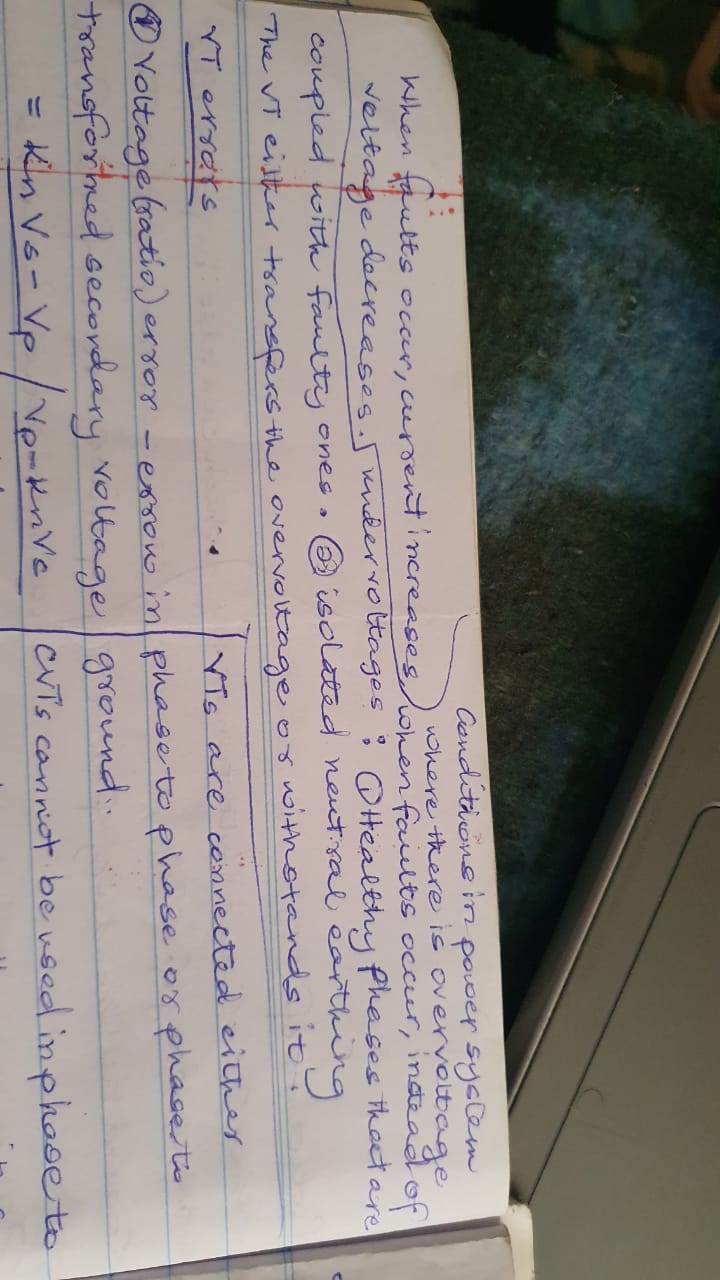 Conditions in power system
where there is overvoltage
When faults occur, current increases, when faults occur, instead of
voltage decreases. undervoltages : ① Healthy phases that are
coupled with faulty ones. ② isolated neutral earthing
The VT either transfers the overvoltage or withstands it.
VT errors
① Voltage (ratio) error - error in
transformed secondary voltage
= Kn Vs - Vp / Vp - Kn Vs
VTs are connected either
phase to phase or phase to
ground.
CVTs cannot be used in phase to